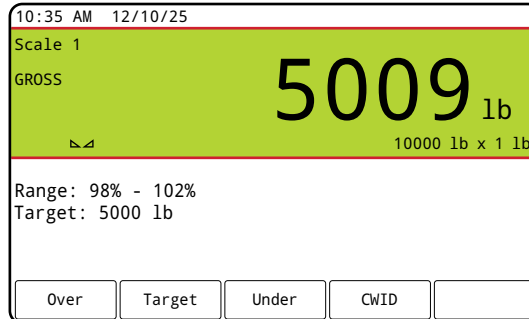 10:35 AM 12/10/25
Scale 1
GROSS
5009 lb
10000 lb x 1 lb
Range: 98% - 102%
Target: 5000 lb
Over Target Under CWID